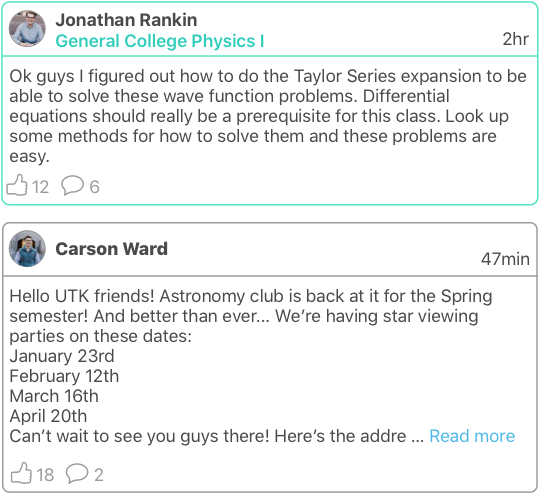 Jonathan Rankin
General College Physics I
2hr
Ok guys I figured out how to do the Taylor Series expansion to be
able to solve these wave function problems. Differential
equations should really be a prerequisite for this class. Look up
some methods for how to solve them and these problems are
easy.
12 6
Carson Ward
47min
Hello UTK friends! Astronomy club is back at it for the Spring
semester! And better than ever... We’re having star viewing
parties on these dates:
January 23rd
February 12th
March 16th
April 20th
Can’t wait to see you guys there! Here’s the addre ... Read more
18 2